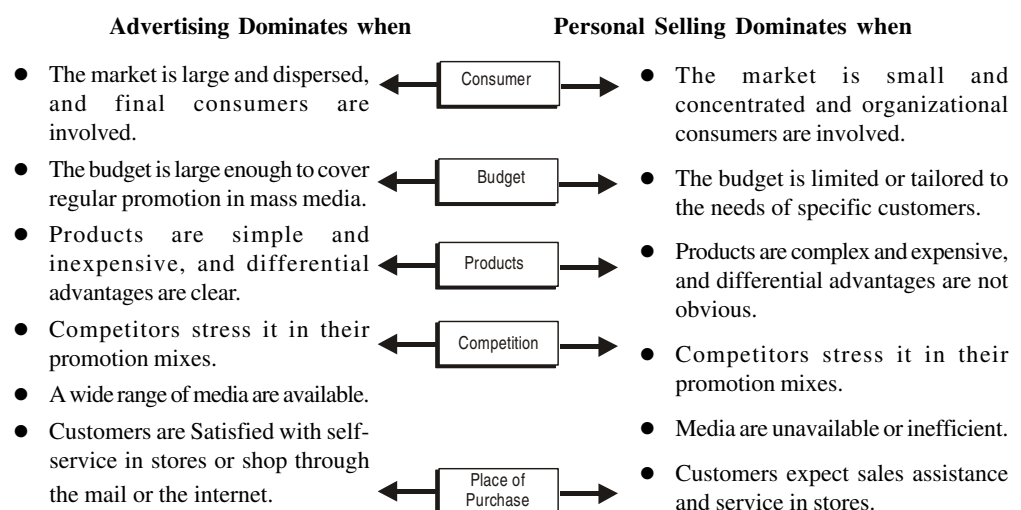 Advertising Dominates when
● The market is large and dispersed,
and final consumers are
involved.
● The budget is large enough to cover
regular promotion in mass media.
● Products are simple and
inexpensive, and differential
advantages are clear.
● Competitors stress it in their
promotion mixes.
● A wide range of media are available.
● Customers are Satisfied with self-
service in stores or shop through
the mail or the internet.
Consumer
Budget
Products
Competition
Place of
Purchase
Personal Selling Dominates when
● The market is small and
concentrated and organizational
consumers are involved.
● The budget is limited or tailored to
the needs of specific customers.
● Products are complex and expensive,
and differential advantages are not
obvious.
● Competitors stress it in their
promotion mixes.
● Media are unavailable or inefficient.
● Customers expect sales assistance
and service in stores.